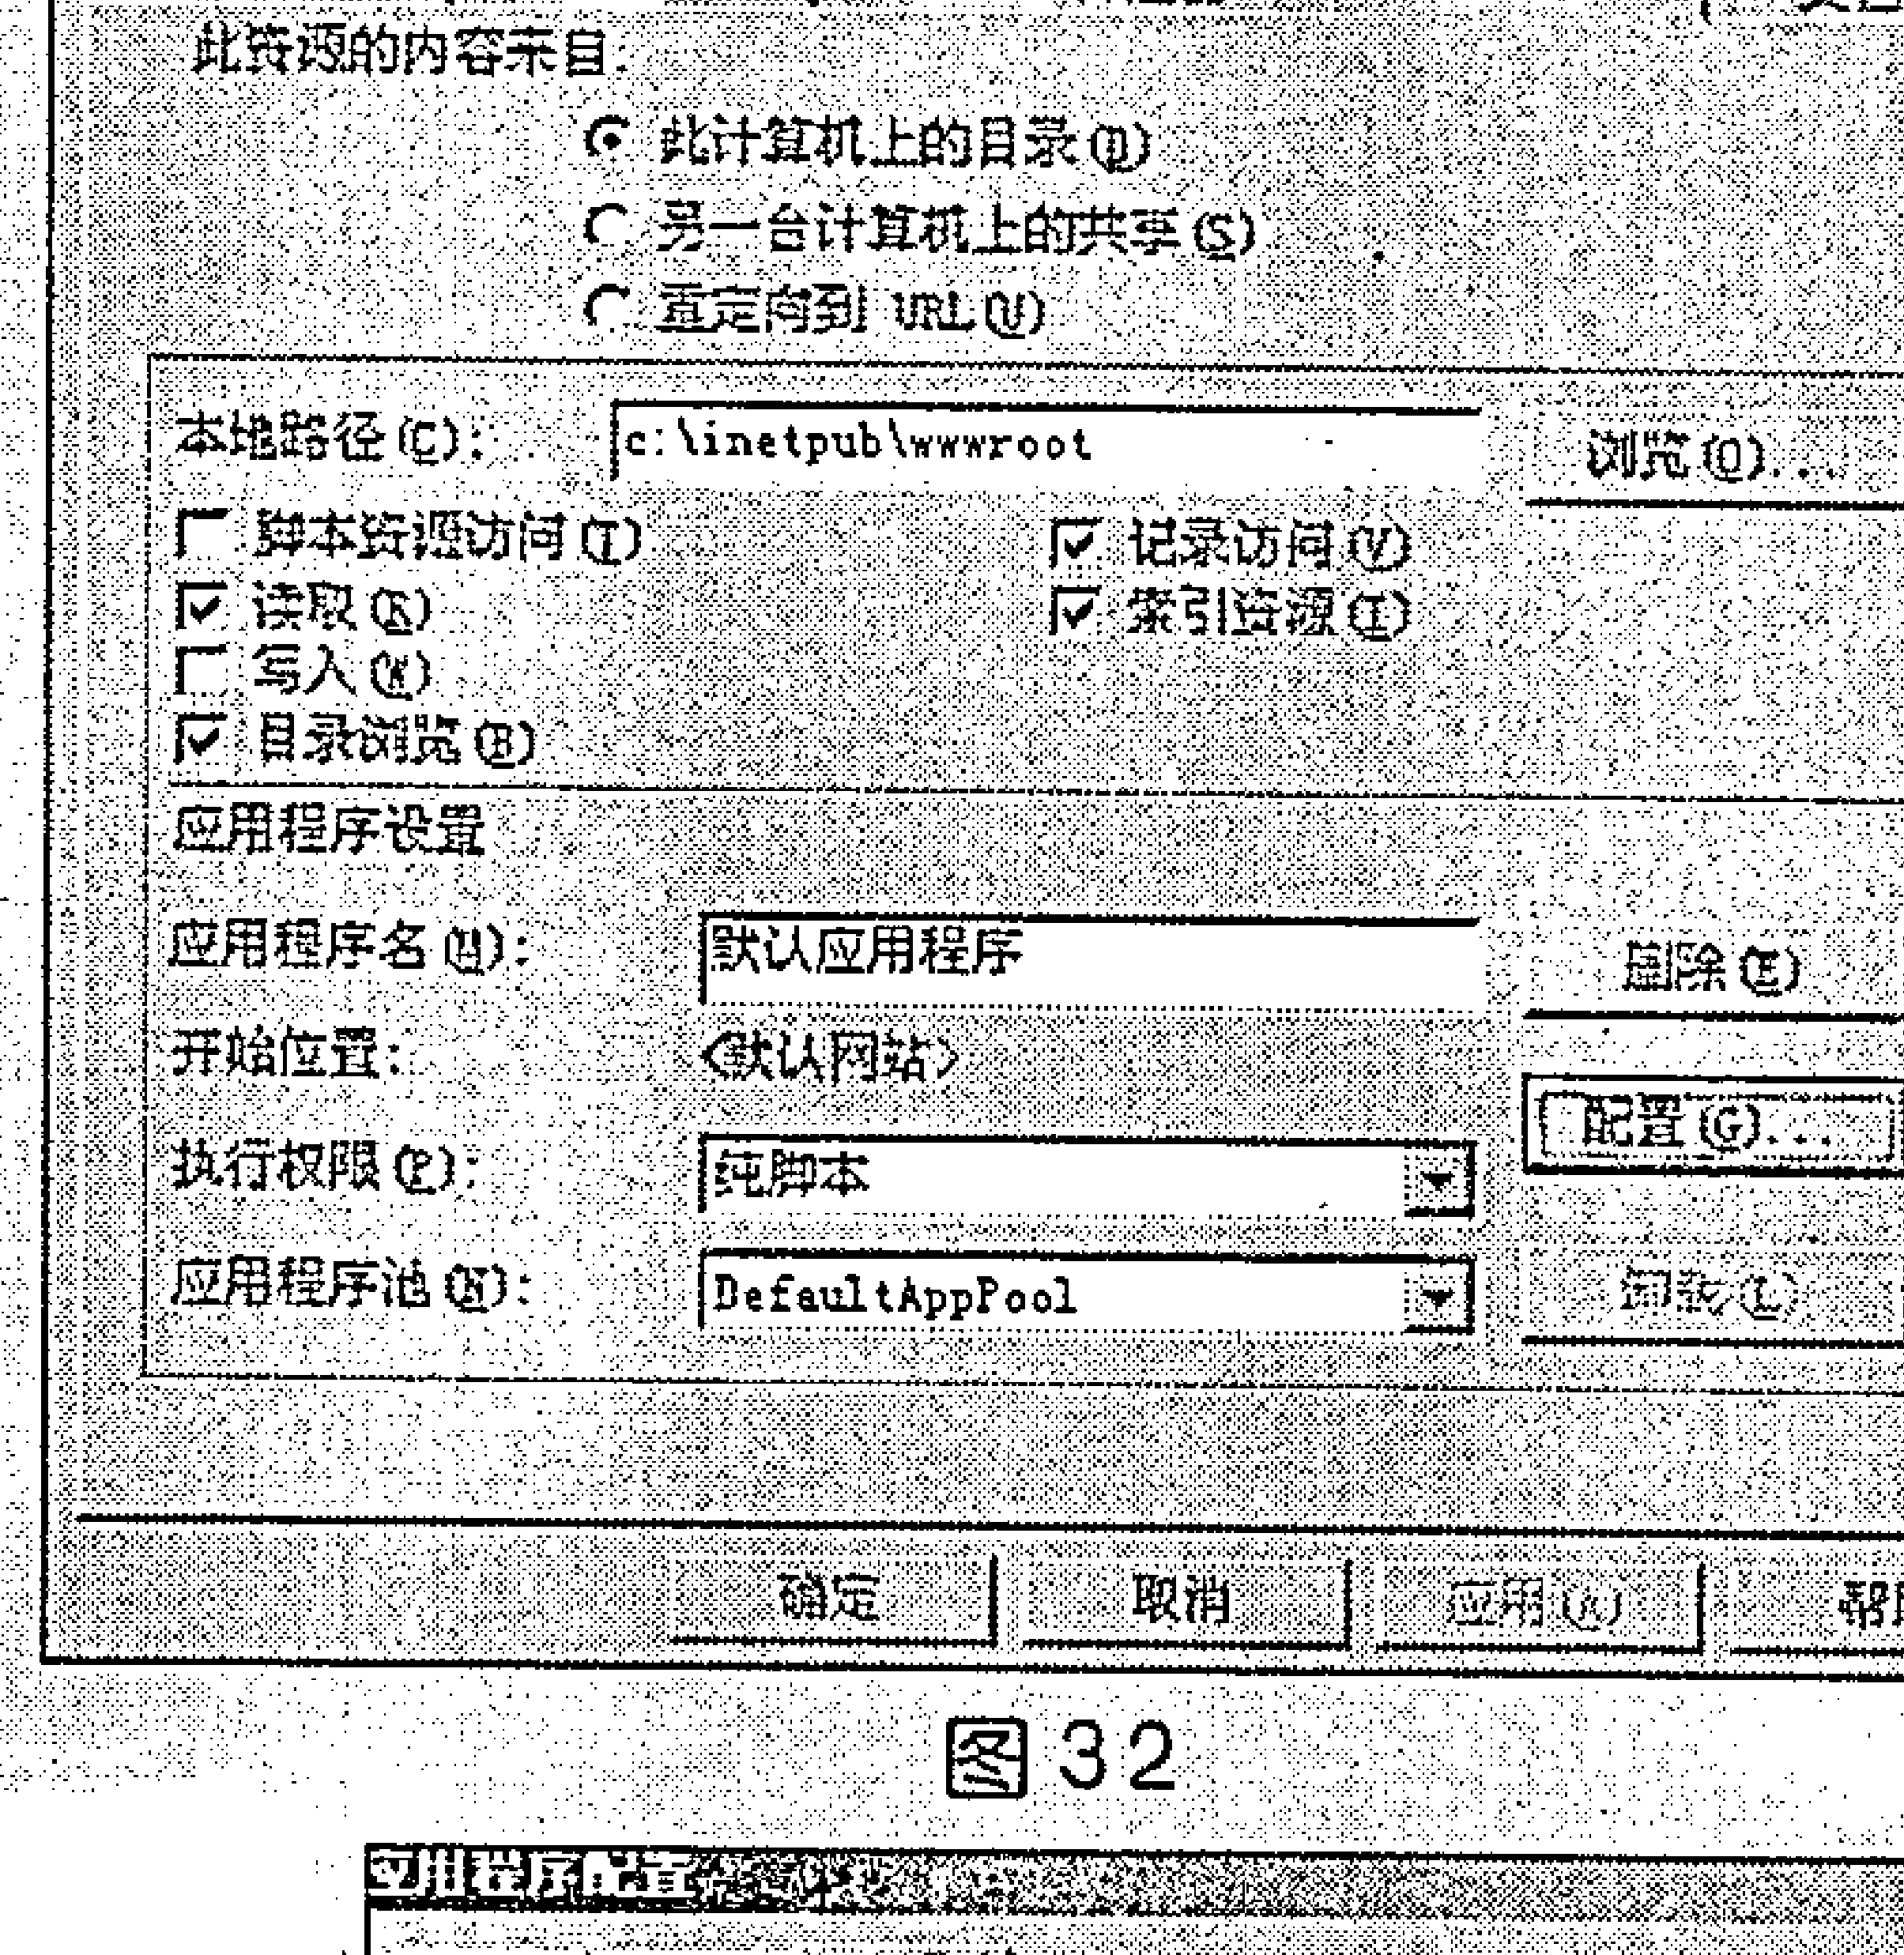 此资源的内容来自:
此计算机上的目录(D)
另一台计算机上的共享(S)
重定向到 URL(U)
本地路径(C):
c:\inetpub\wwwroot
浏览(O)...
脚本资源访问(T)
记录访问(V)
读取(R)
索引资源(I)
写入(W)
目录浏览(B)
应用程序设置
应用程序名(M):
默认应用程序
删除(E)
开始位置:
<默认网站>
配置(G)...
执行权限(P):
纯脚本
应用程序池(N):
DefaultAppPool
卸载(L)
确定
取消
应用(A)
图32
应用程序配置